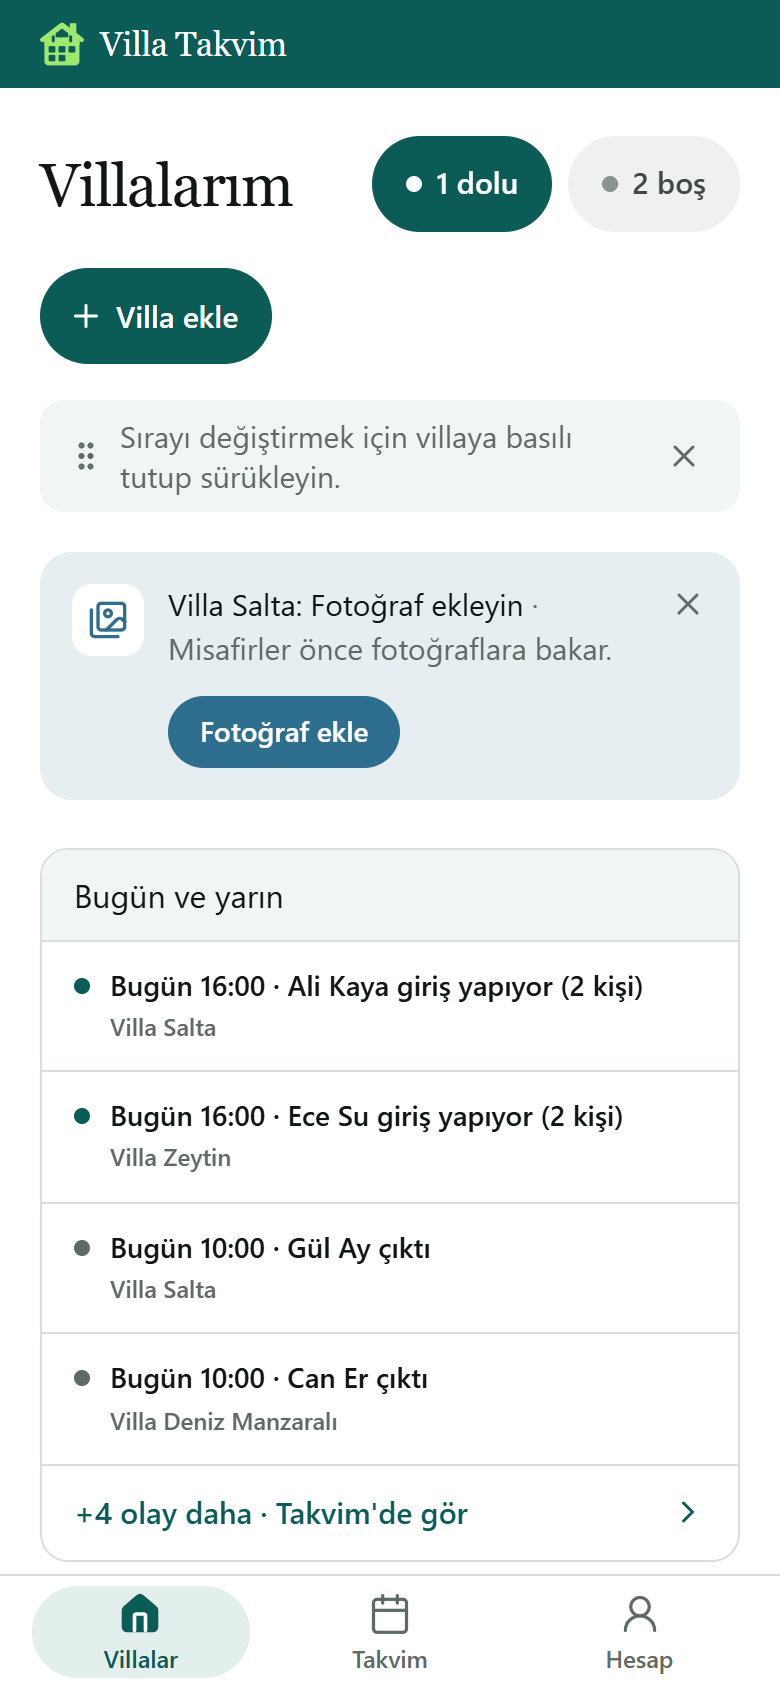 Villa Takvim
Villalarım
1 dolu
2 boş
+ Villa ekle
Sırayı değiştirmek için villaya basılı
tutup sürükleyin.
Villa Salta: Fotoğraf ekleyin ·
Misafirler önce fotoğraflara bakar.
Fotoğraf ekle
Bugün ve yarın
Bugün 16:00 · Ali Kaya giriş yapıyor (2 kişi)
Villa Salta
Bugün 16:00 · Ece Su giriş yapıyor (2 kişi)
Villa Zeytin
Bugün 10:00 · Gül Ay çıktı
Villa Salta
Bugün 10:00 · Can Er çıktı
Villa Deniz Manzaralı
+4 olay daha · Takvim'de gör
Villalar
Takvim
Hesap